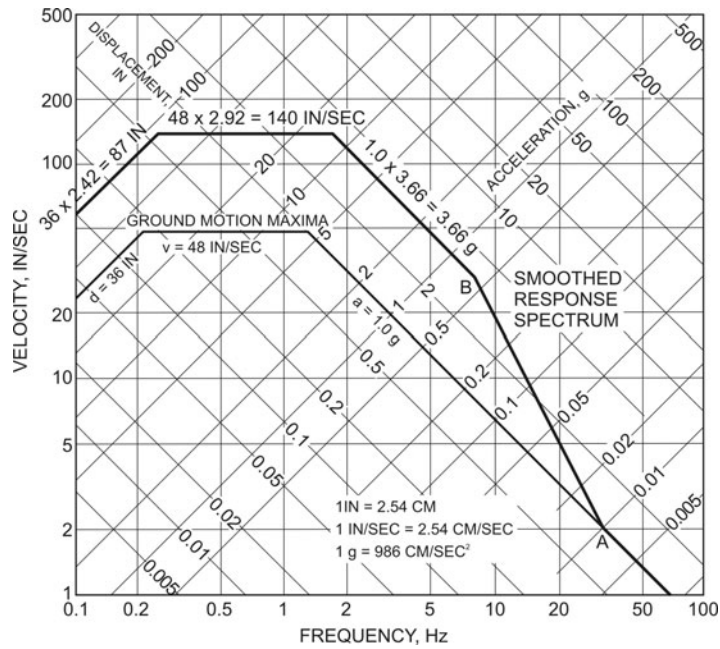 500
200
100
20
10
5
2
1
VELOCITY, IN/SEC
DISPLACEMENT
IN
200
100
48 x 2.92 = 140 IN/SEC
36 x 2.42 = 87 IN
20
10
5
2
1
0.5
0.2
0.1
0.05
0.02
0.01
0.005
1.0 x 3.66 = 3.66 g
ACCELERATION, g
500
200
100
50
20
10
2
0.5
0.2
0.1
0.05
0.02
0.01
0.005
GROUND MOTION MAXIMA
v = 48 IN/SEC
d = 36 IN
a = 1.0 g
B
SMOOTHED
RESPONSE
SPECTRUM
1IN = 2.54 CM
1 IN/SEC = 2.54 CM/SEC
1 g = 986 CM/SEC²
A
0.1
0.2
0.5
1
2
5
10
20
50
100
FREQUENCY, Hz